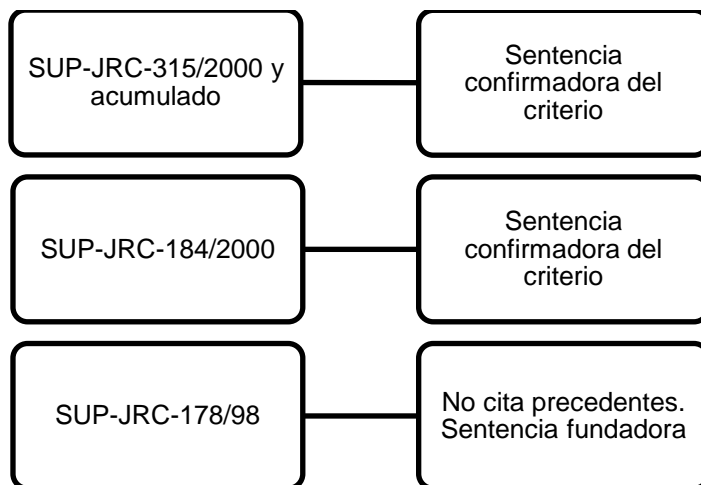 SUP-JRC-315/2000 y
acumulado
Sentencia
confirmadora del
criterio
SUP-JRC-184/2000
Sentencia
confirmadora del
criterio
SUP-JRC-178/98
No cita precedentes.
Sentencia fundadora